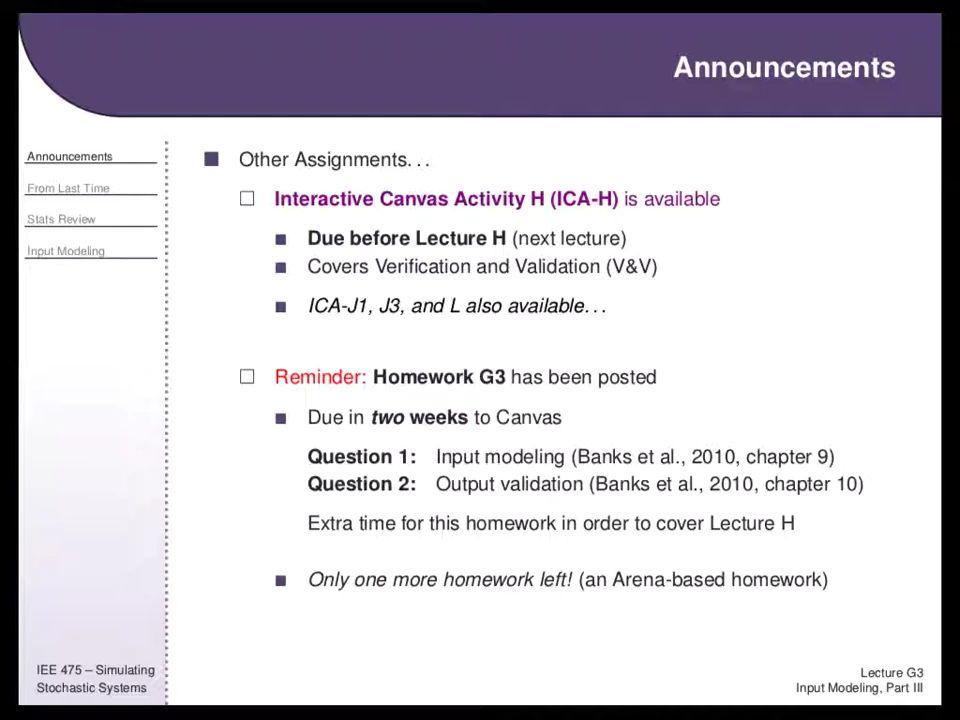 Announcements
Announcements
From Last Time
Stats Review
Input Modeling
Other Assignments. . .
Interactive Canvas Activity H (ICA-H) is available
Due before Lecture H (next lecture)
Covers Verification and Validation (V&V)
ICA-J1, J3, and L also available. . .
Reminder: Homework G3 has been posted
Due in two weeks to Canvas
Question 1: Input modeling (Banks et al., 2010, chapter 9)
Question 2: Output validation (Banks et al., 2010, chapter 10)
Extra time for this homework in order to cover Lecture H
Only one more homework left! (an Arena-based homework)
IEE 475 – Simulating
Stochastic Systems
Lecture G3
Input Modeling, Part III